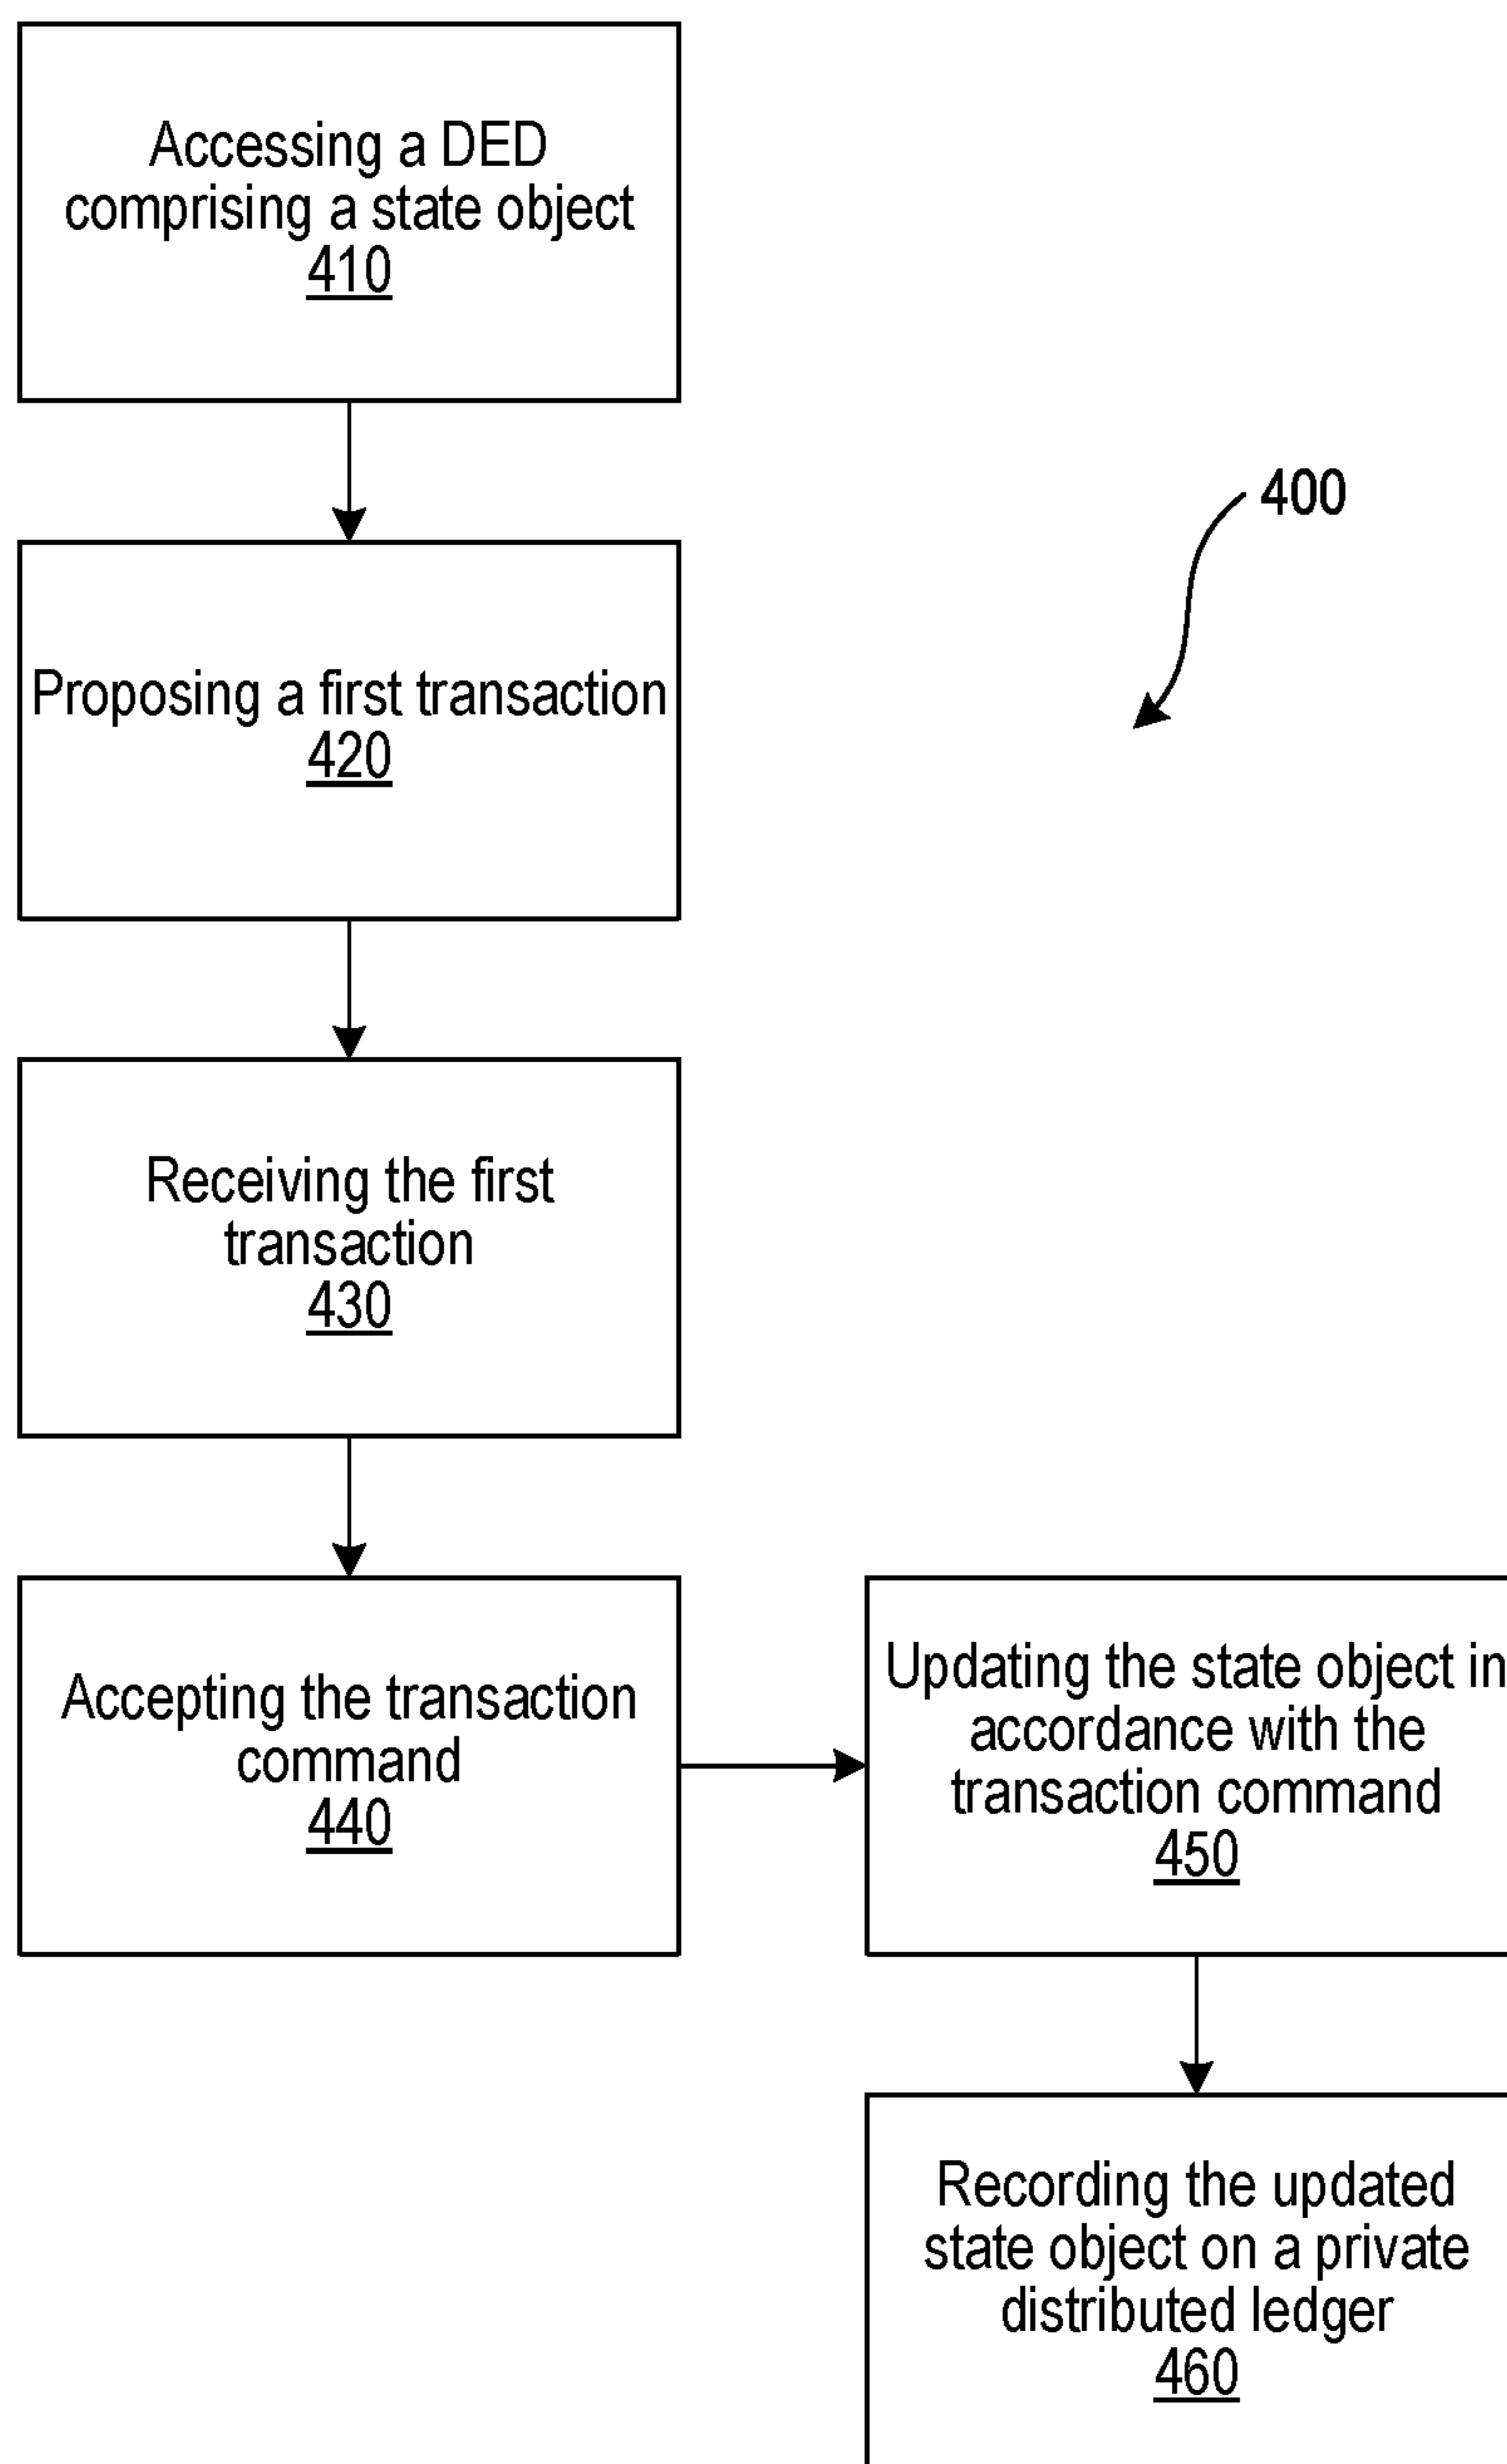 Accessing a DED
comprising a state object
410
400
Proposing a first transaction
420
Receiving the first
transaction
430
Accepting the transaction
command
440
Updating the state object in
accordance with the
transaction command
450
Recording the updated
state object on a private
distributed ledger
460